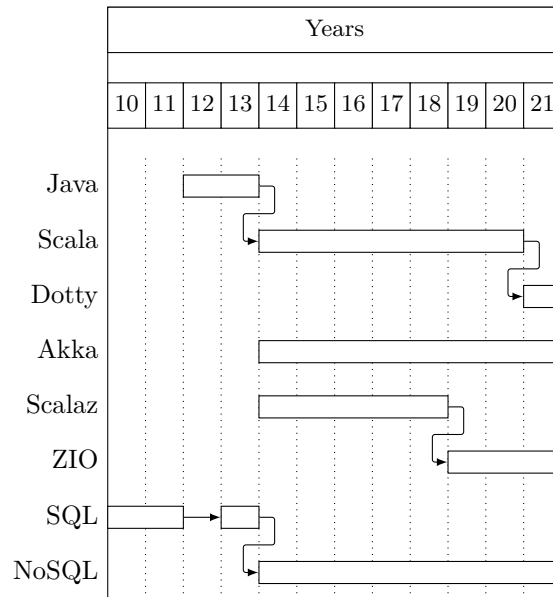 Years
10 11 12 13 14 15 16 17 18 19 20 21
Java
Scala
Dotty
Akka
Scalaz
ZIO
SQL
NoSQL